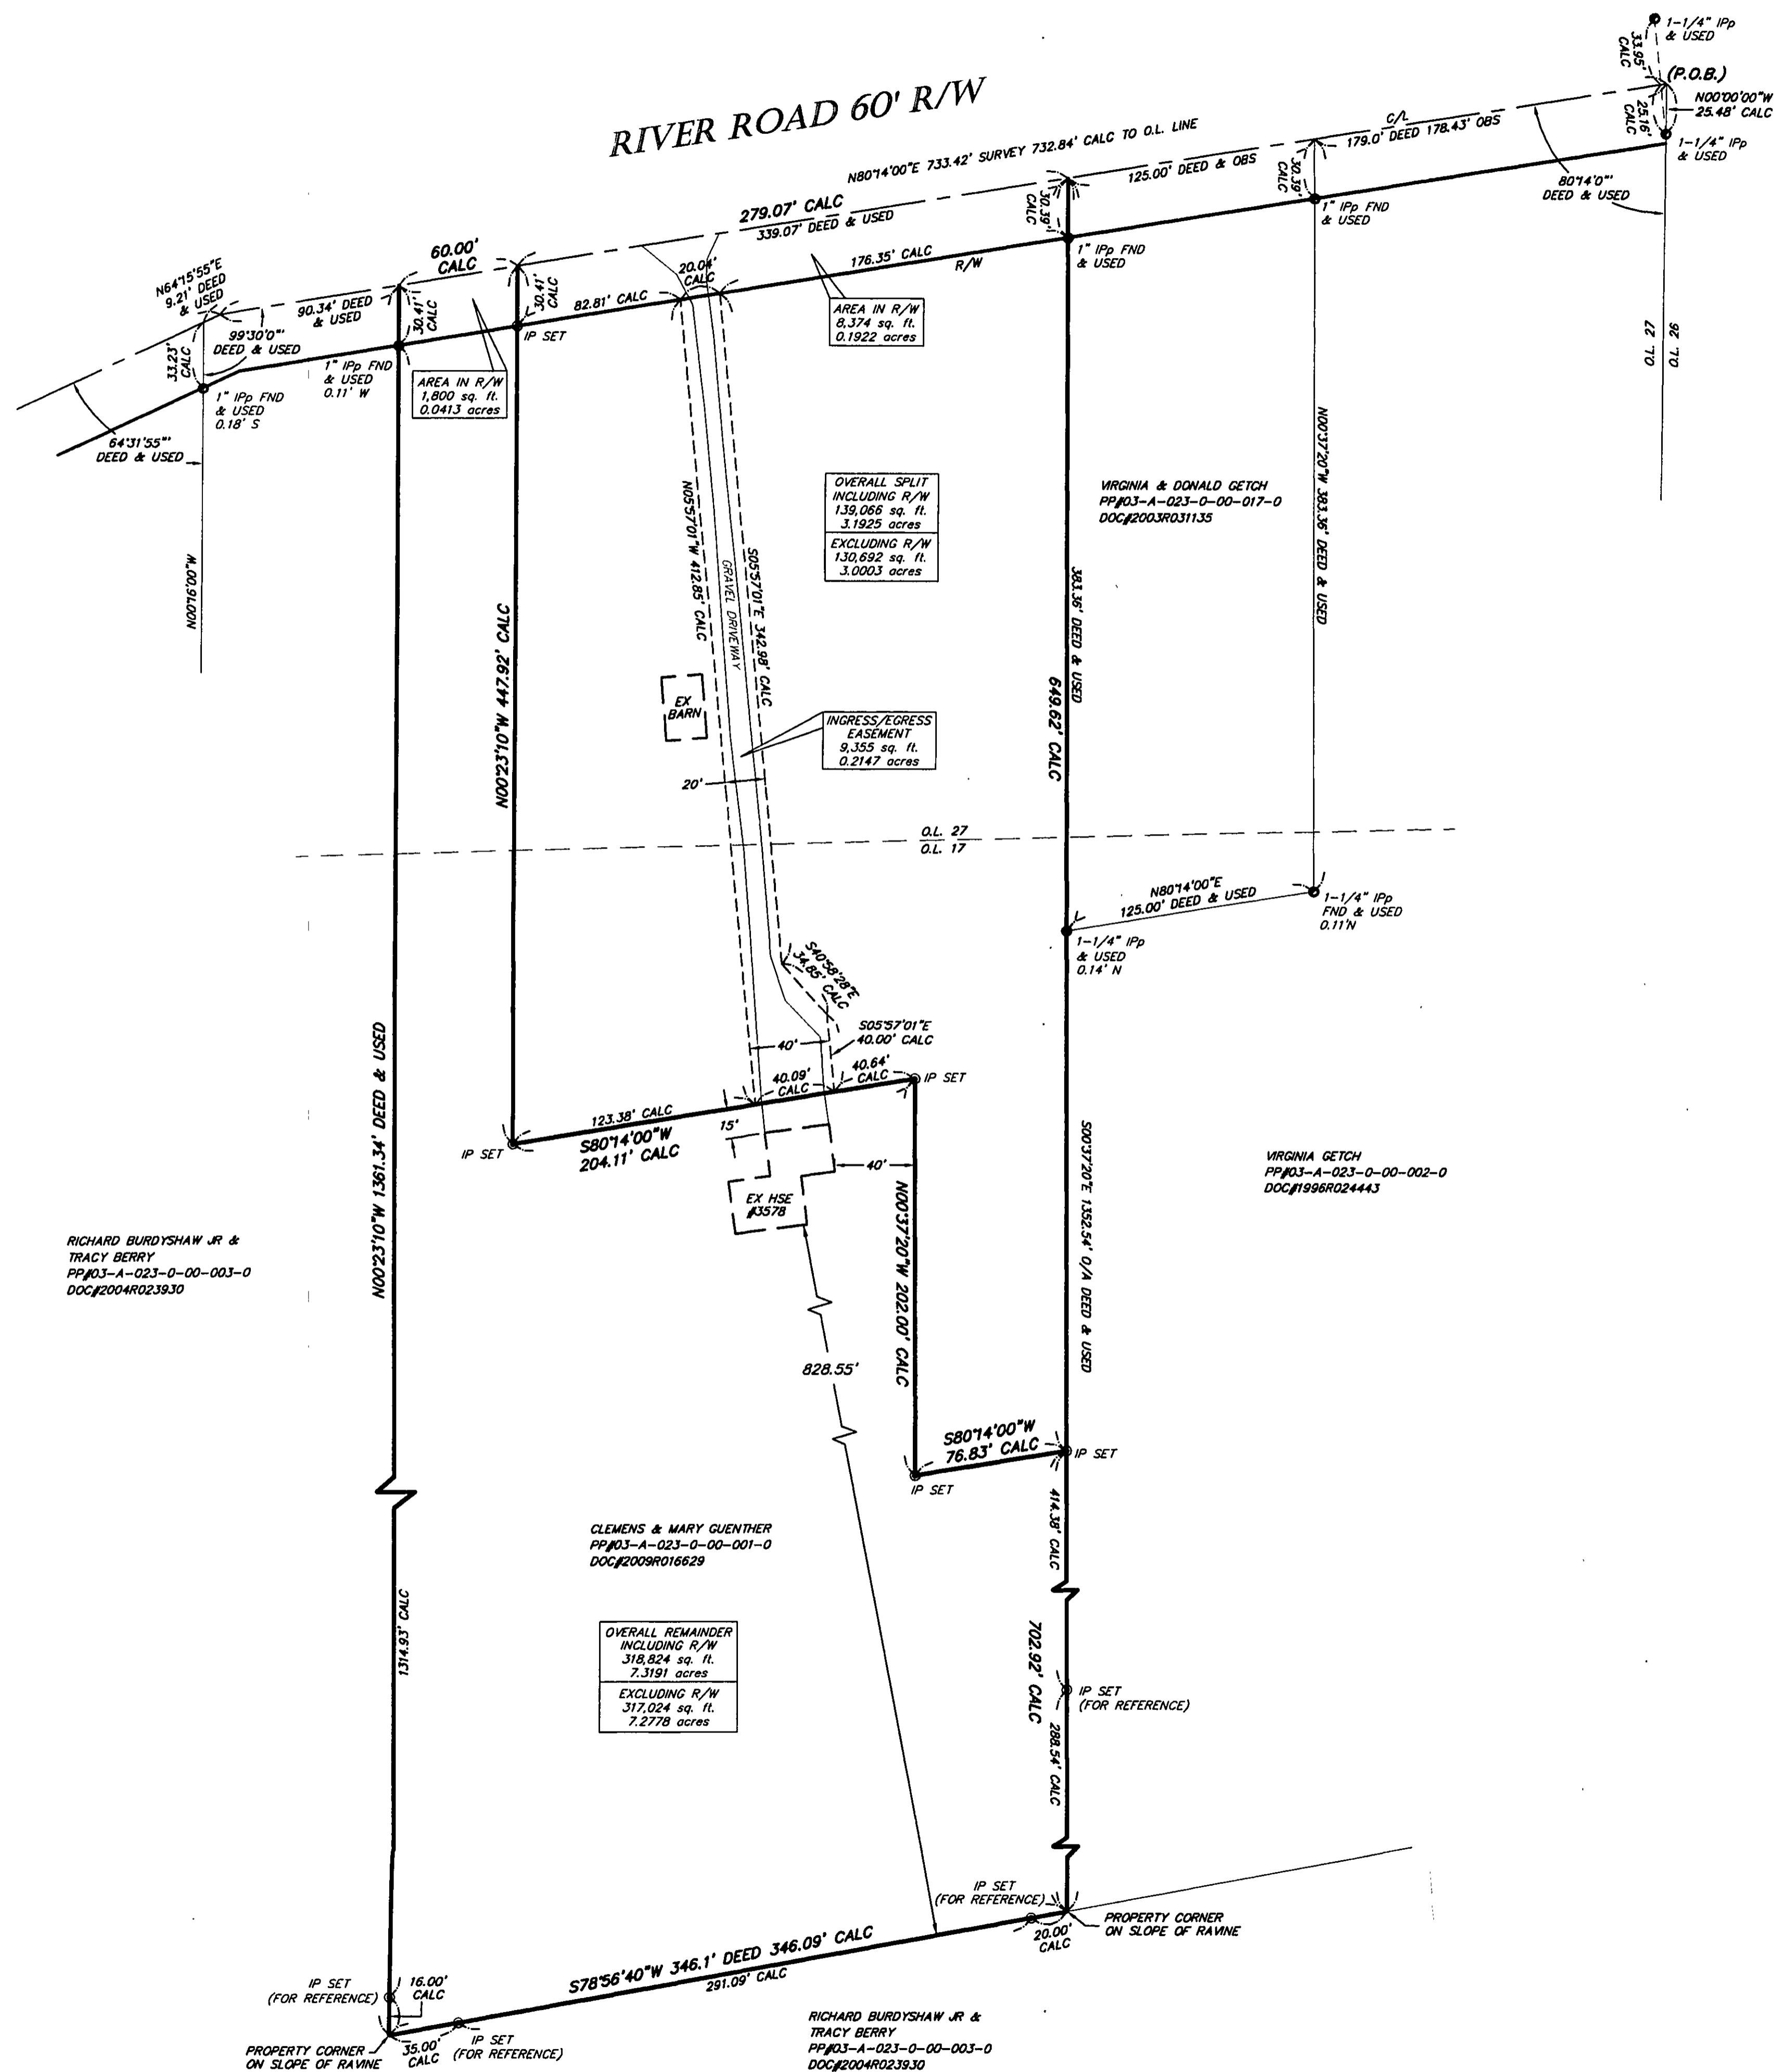 1-1/4" IPp
& USED
33.95'
CALC
(P.O.B.)
N00°00'00"W
25.48' CALC
25.16'
CALC
1-1/4" IPp
& USED
RIVER ROAD 60' R/W
C/L
179.0' DEED 178.43' OBS
80°14'0"'
DEED & USED
N80°14'00"E 733.42' SURVEY 732.84' CALC TO O.L. LINE
125.00' DEED & OBS
30.39'
CALC
1" IPp FND
& USED
279.07' CALC
339.07' DEED & USED
30.39'
CALC
1" IPp FND
& USED
60.00'
CALC
20.04'
CALC
176.35' CALC
R/W
N64°15'55"E
9.21' DEED
& USED
90.34' DEED
& USED
30.41'
CALC
30.41'
CALC
82.81' CALC
IP SET
99°30'0"'
DEED & USED
33.23'
CALC
1" IPp FND
& USED
0.18' S
1" IPp FND
& USED
0.11' W
AREA IN R/W
1,800 sq. ft.
0.0413 acres
AREA IN R/W
8,374 sq. ft.
0.1922 acres
O.L. 27
O.L. 26
64°31'55"'
DEED & USED
N00°16'00"W
OVERALL SPLIT
INCLUDING R/W
139,066 sq. ft.
3.1925 acres
EXCLUDING R/W
130,692 sq. ft.
3.0003 acres
VIRGINIA & DONALD GETCH
PP#03-A-023-0-00-017-0
DOC#2003R031135
N00°37'20"W 383.36' DEED & USED
383.36' DEED & USED
649.62' CALC
N00°23'10"W 447.92' CALC
N05°57'01"W 412.85' CALC
GRAVEL DRIVEWAY
S05°57'01"E 342.98' CALC
EX
BARN
INGRESS/EGRESS
EASEMENT
9,355 sq. ft.
0.2147 acres
20'
O.L. 27
O.L. 17
N80°14'00"E
125.00' DEED & USED
1-1/4" IPp
FND & USED
0.11'N
1-1/4" IPp
& USED
0.14' N
S40°58'28"E
34.85' CALC
S05°57'01"E
40.00' CALC
40'
40.09'
CALC
40.64'
CALC
IP SET
123.38' CALC
S80°14'00"W
204.11' CALC
IP SET
15'
40'
EX HSE
#3578
N00°23'10"W 1361.34' DEED & USED
S00°37'20"E 1352.54' O/A DEED & USED
VIRGINIA GETCH
PP#03-A-023-0-00-002-0
DOC#1996R024443
RICHARD BURDYSHAW JR &
TRACY BERRY
PP#03-A-023-0-00-003-0
DOC#2004R023930
N00°37'20"W 202.00' CALC
828.55'
S80°14'00"W
76.83' CALC
IP SET
IP SET
414.38' CALC
CLEMENS & MARY GUENTHER
PP#03-A-023-0-00-001-0
DOC#2009R016629
1314.93' CALC
OVERALL REMAINDER
INCLUDING R/W
318,824 sq. ft.
7.3191 acres
EXCLUDING R/W
317,024 sq. ft.
7.2778 acres
702.92' CALC
IP SET
(FOR REFERENCE)
288.54' CALC
IP SET
(FOR REFERENCE)
PROPERTY CORNER
ON SLOPE OF RAVINE
20.00'
CALC
S78°56'40"W 346.1' DEED 346.09' CALC
291.09' CALC
IP SET
(FOR REFERENCE)
16.00'
CALC
PROPERTY CORNER
ON SLOPE OF RAVINE
35.00'
CALC
IP SET
(FOR REFERENCE)
RICHARD BURDYSHAW JR &
TRACY BERRY
PP#03-A-023-0-00-003-0
DOC#2004R023930